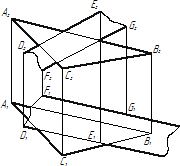 E₂
A₂
G₂
D₂
B₂
F₂
C₂
F₁
A₁
G₁
D₁
E₁
B₁
C₁